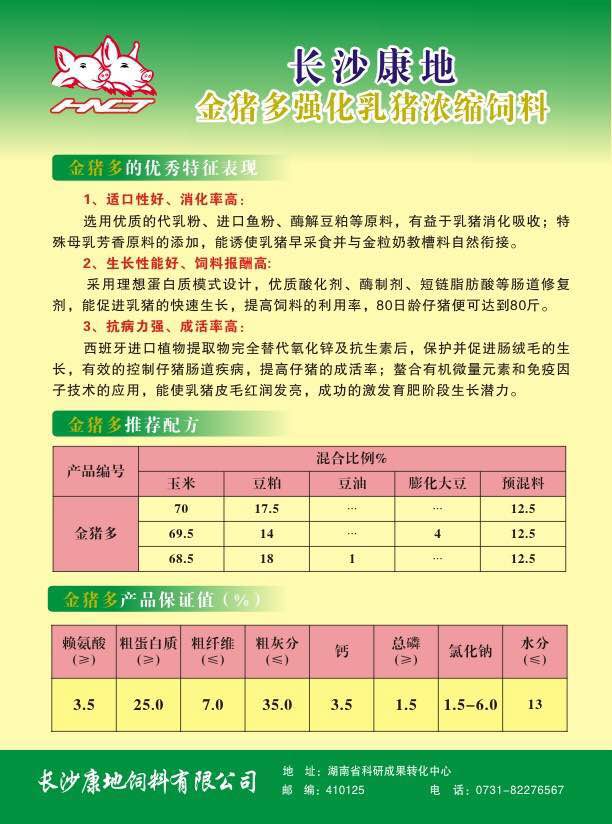 HNCT
长沙康地
金猪多强化乳猪浓缩饲料
金猪多的优秀特征表现
1、适口性好、消化率高：
选用优质的代乳粉、进口鱼粉、酶解豆粕等原料，有益于乳猪消化吸收；特
殊母乳芳香原料的添加，能诱使乳猪早采食并与金粒奶教槽料自然衔接。
2、生长性能好、饲料报酬高：
采用理想蛋白质模式设计，优质酸化剂、酶制剂、短链脂肪酸等肠道修复
剂，能促进乳猪的快速生长，提高饲料的利用率，80日龄仔猪便可达到80斤。
3、抗病力强、成活率高：
西班牙进口植物提取物完全替代氧化锌及抗生素后，保护并促进肠绒毛的生
长，有效的控制仔猪肠道疾病，提高仔猪的成活率；螯合有机微量元素和免疫因
子技术的应用，能使乳猪皮毛红润发亮，成功的激发育肥阶段生长潜力。
金猪多推荐配方
产品编号 混合比例%
玉米 豆粕 豆油 膨化大豆 预混料
金猪多
70 17.5 … … 12.5
69.5 14 … 4 12.5
68.5 18 1 … 12.5
金猪多产品保证值（%）
赖氨酸(≥) 粗蛋白质(≥) 粗纤维(≤) 粗灰分(≤) 钙 总磷(≥) 氯化钠 水分(≤)
3.5 25.0 7.0 35.0 3.5 1.5 1.5-6.0 13
长沙康地饲料有限公司
地 址：湖南省科研成果转化中心
邮 编：410125 电 话：0731-82276567